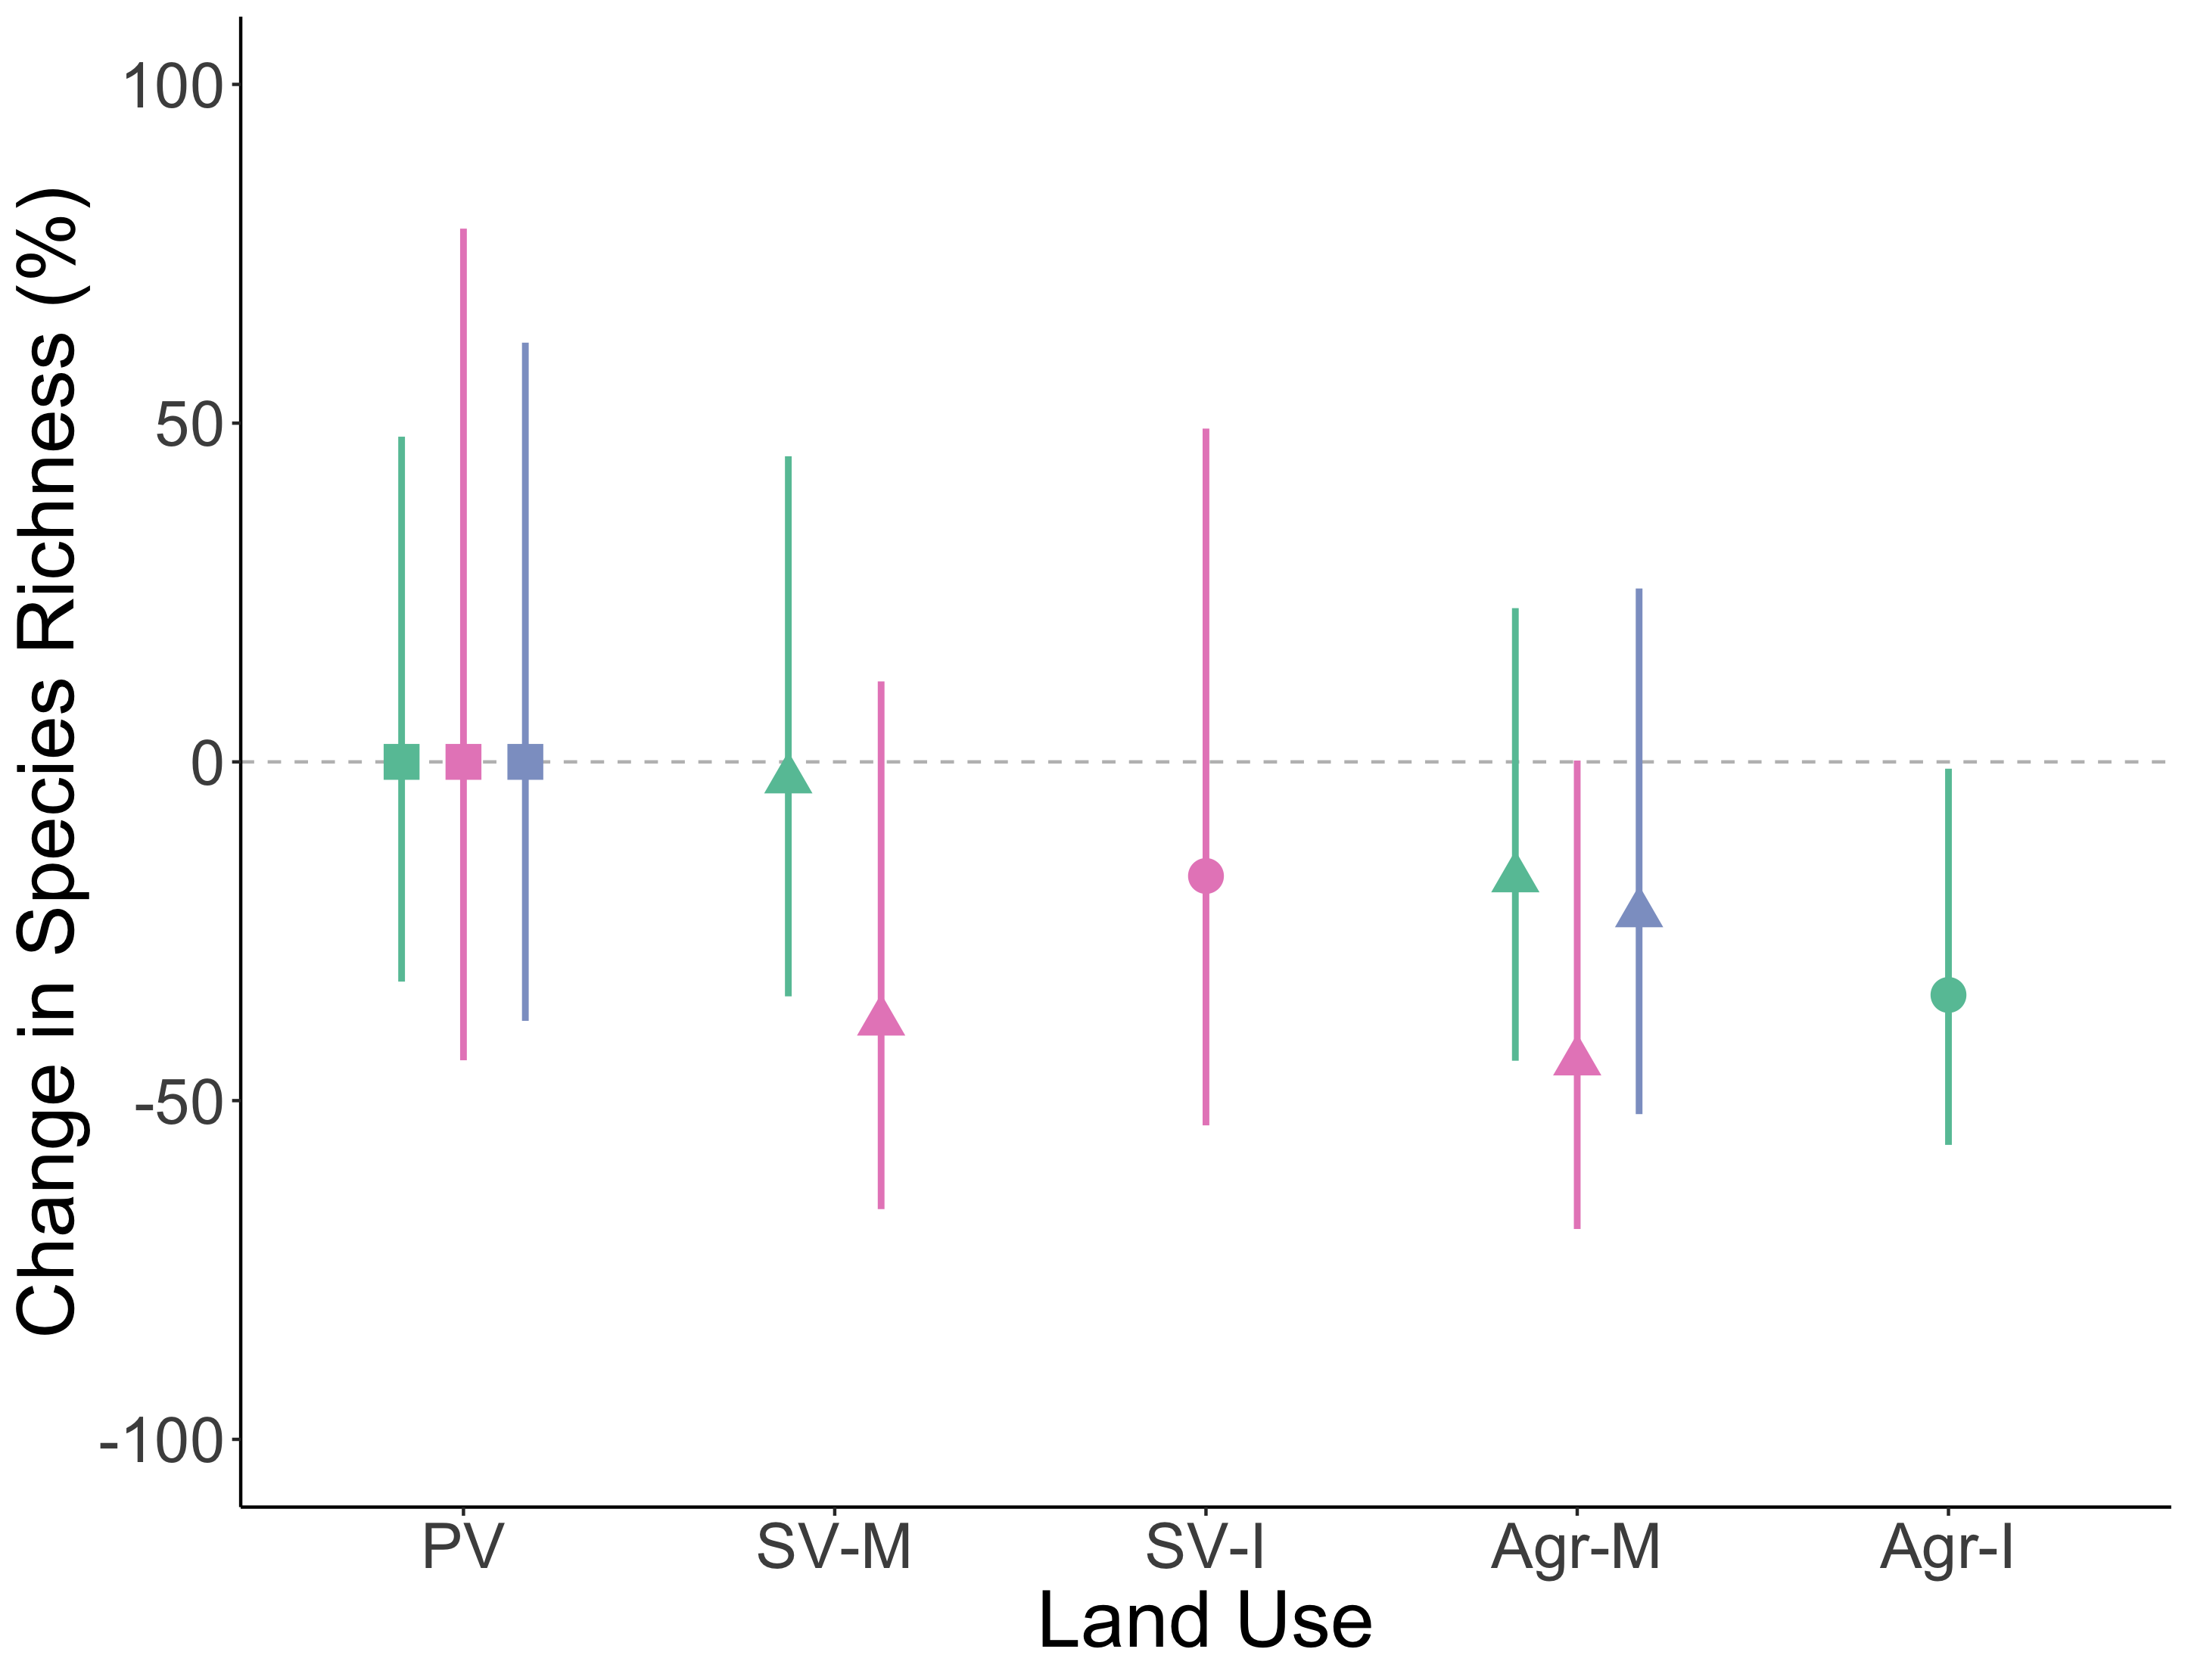 Change in Species Richness (%)
100
50
0
-50
-100
PV SV-M SV-I Agr-M Agr-I
Land Use